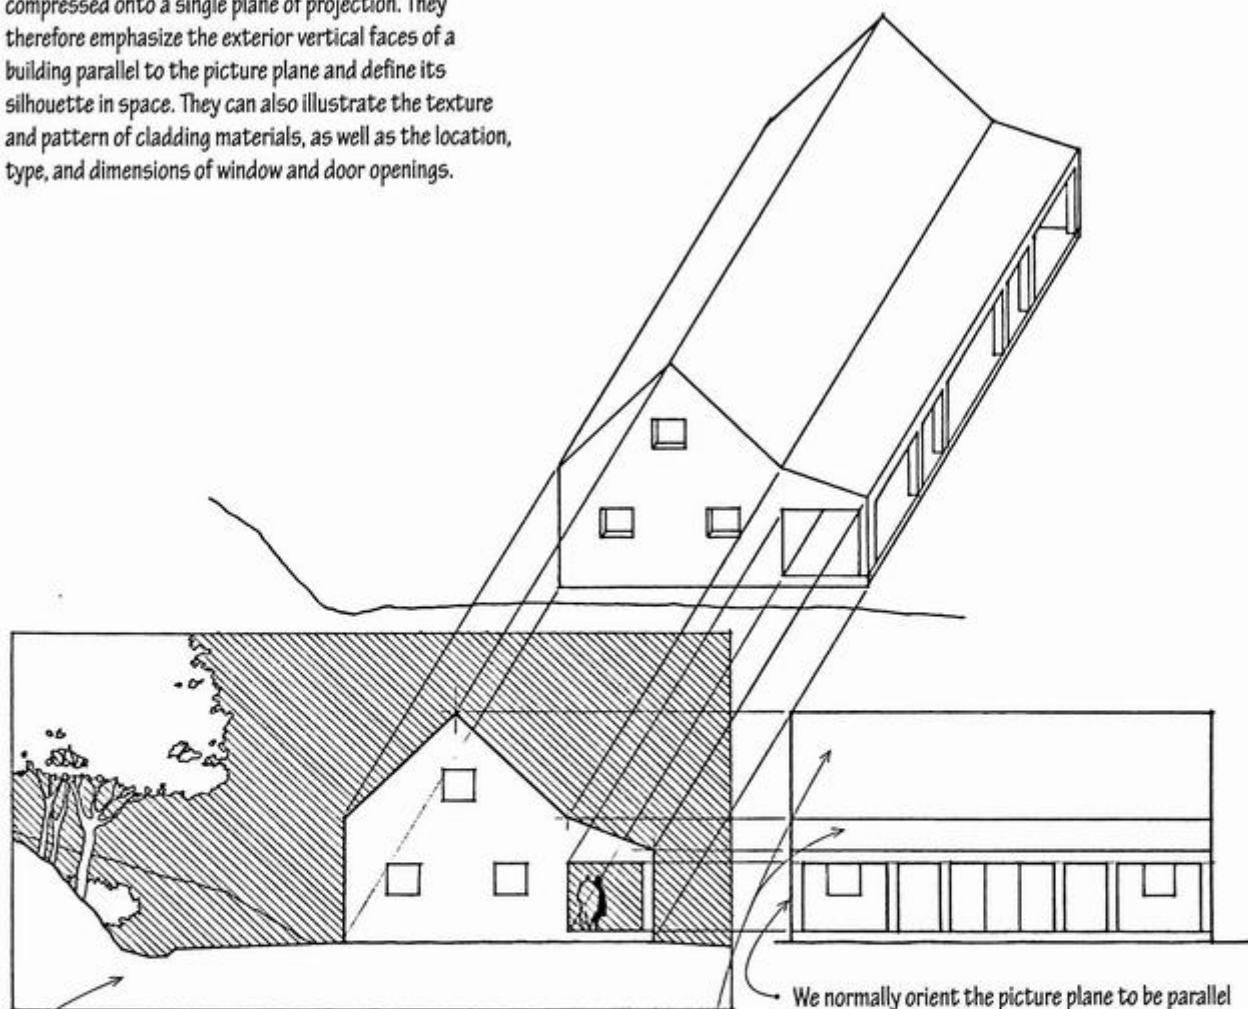 compressed onto a single plane of projection. They
therefore emphasize the exterior vertical faces of a
building parallel to the picture plane and define its
silhouette in space. They can also illustrate the texture
and pattern of cladding materials, as well as the location,
type, and dimensions of window and door openings.
We normally orient the picture plane to be parallel